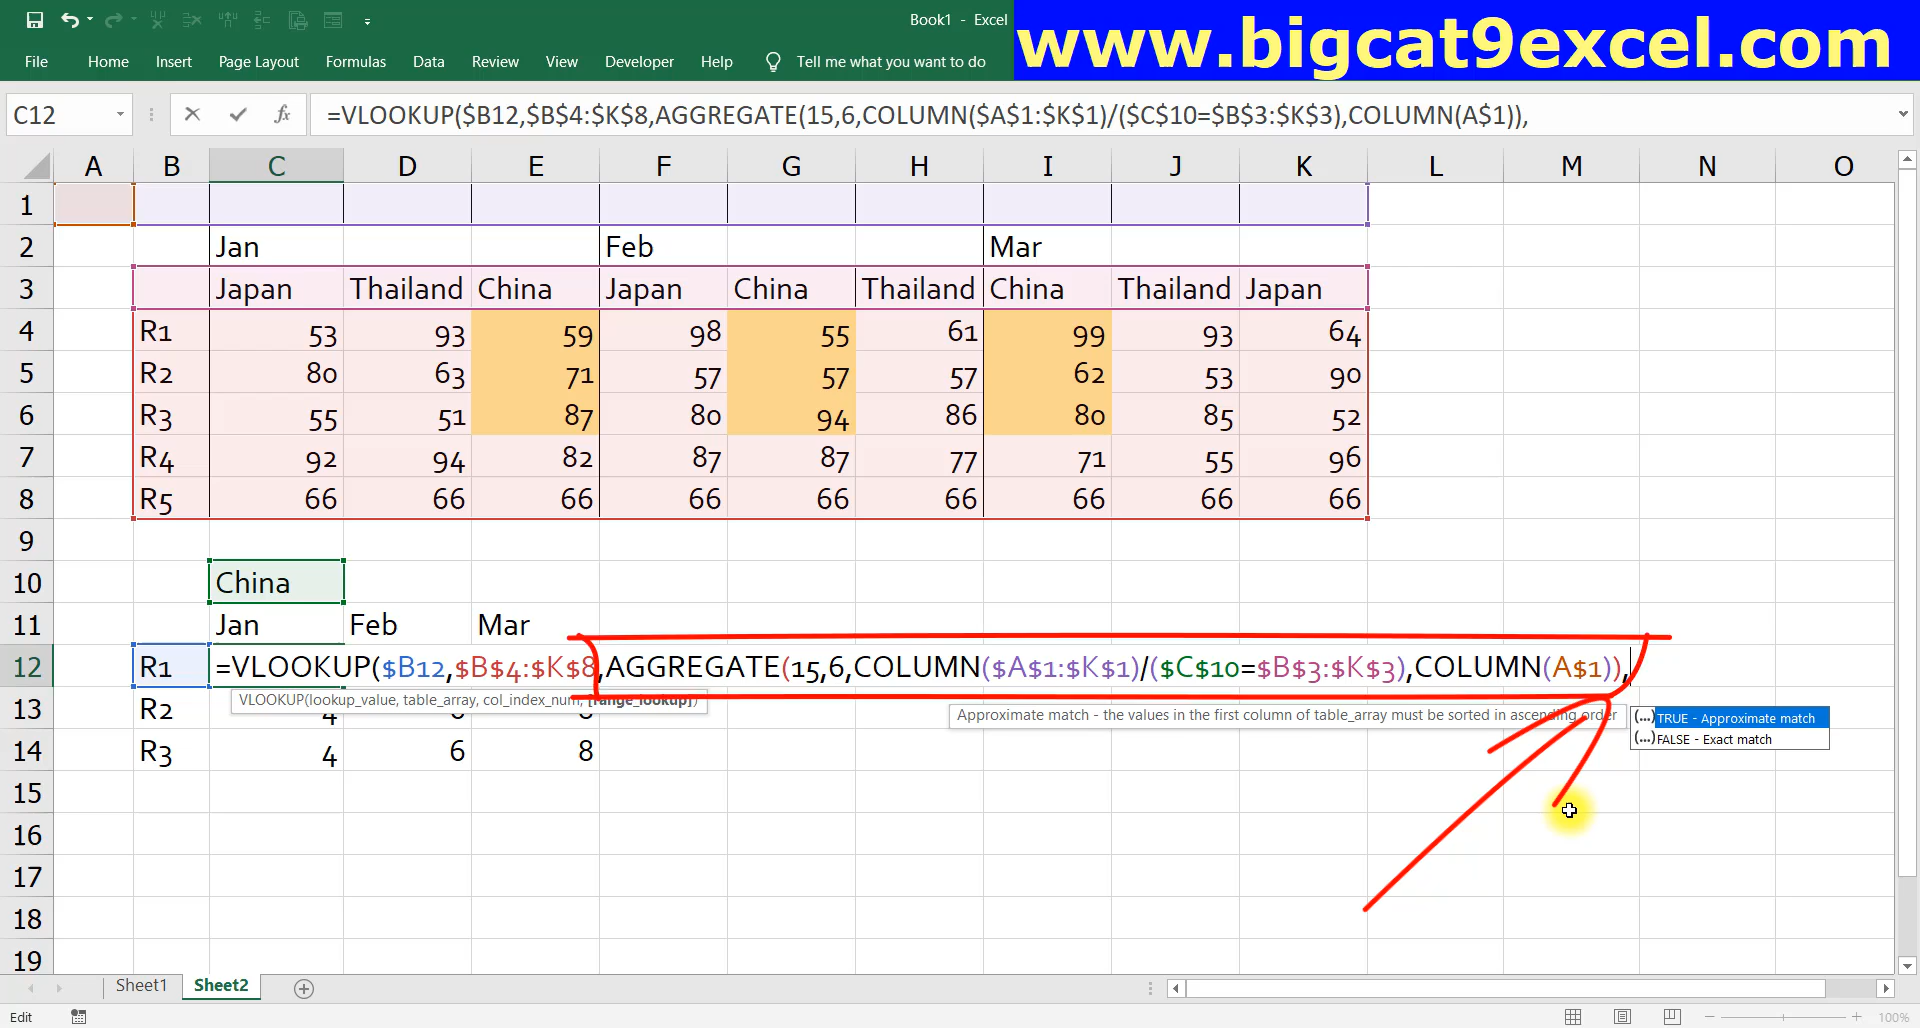 Book1 - Excel
www.bigcat9excel.com
File Home Insert Page Layout Formulas Data Review View Developer Help Tell me what you want to do
C12 fx =VLOOKUP($B12,$B$4:$K$8,AGGREGATE(15,6,COLUMN($A$1:$K$1)/($C$10=$B$3:$K$3),COLUMN(A$1)),
A B C D E F G H I J K L M N O
1
2 Jan Feb Mar
3 Japan Thailand China Japan China Thailand China Thailand Japan
4 R1 53 93 59 98 55 61 99 93 64
5 R2 80 63 71 57 57 57 62 53 90
6 R3 55 51 87 80 94 86 80 85 52
7 R4 92 94 82 87 87 77 71 55 96
8 R5 66 66 66 66 66 66 66 66 66
9
10 China
11 Jan Feb Mar
12 R1 =VLOOKUP($B12,$B$4:$K$8,AGGREGATE(15,6,COLUMN($A$1:$K$1)/($C$10=$B$3:$K$3),COLUMN(A$1)),
VLOOKUP(lookup_value, table_array, col_index_num, [range_lookup])
13 R2 4 6 8
Approximate match - the values in the first column of table_array must be sorted in ascending order
(...) TRUE - Approximate match
(...) FALSE - Exact match
14 R3 4 6 8
15
16
17
18
19
Sheet1 Sheet2
Edit 100%